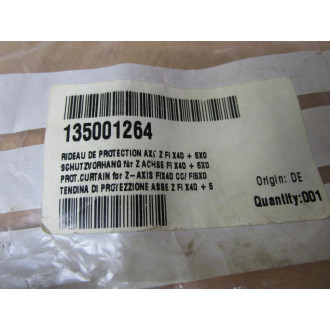 135001264
RIDEAU DE PROTECTION AXE Z FI X40 + 6X0
SCHUTZVORHANG für Z ACHSE FI X40 + 6X0
PROT.CURTAIN for Z-AXIS FIX40 CC/ FI6X0
TENDINA DI PROTEZZIONE ASSE Z FI X40 + 6
Origin: DE
Quantity:001